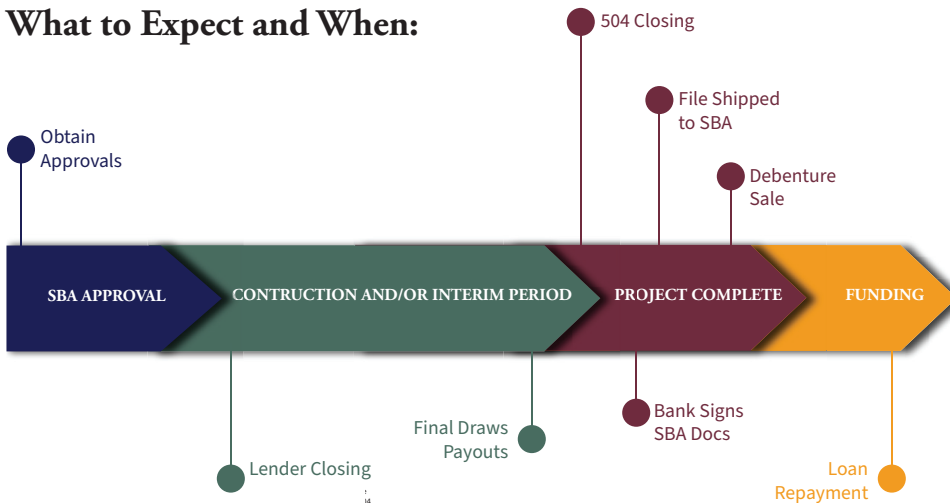 What to Expect and When:
504 Closing
File Shipped
to SBA
Obtain
Approvals
Debenture
Sale
SBA APPROVAL
CONTRUCTION AND/OR INTERIM PERIOD
PROJECT COMPLETE
FUNDING
Final Draws
Payouts
Bank Signs
SBA Docs
Lender Closing
Loan
Repayment